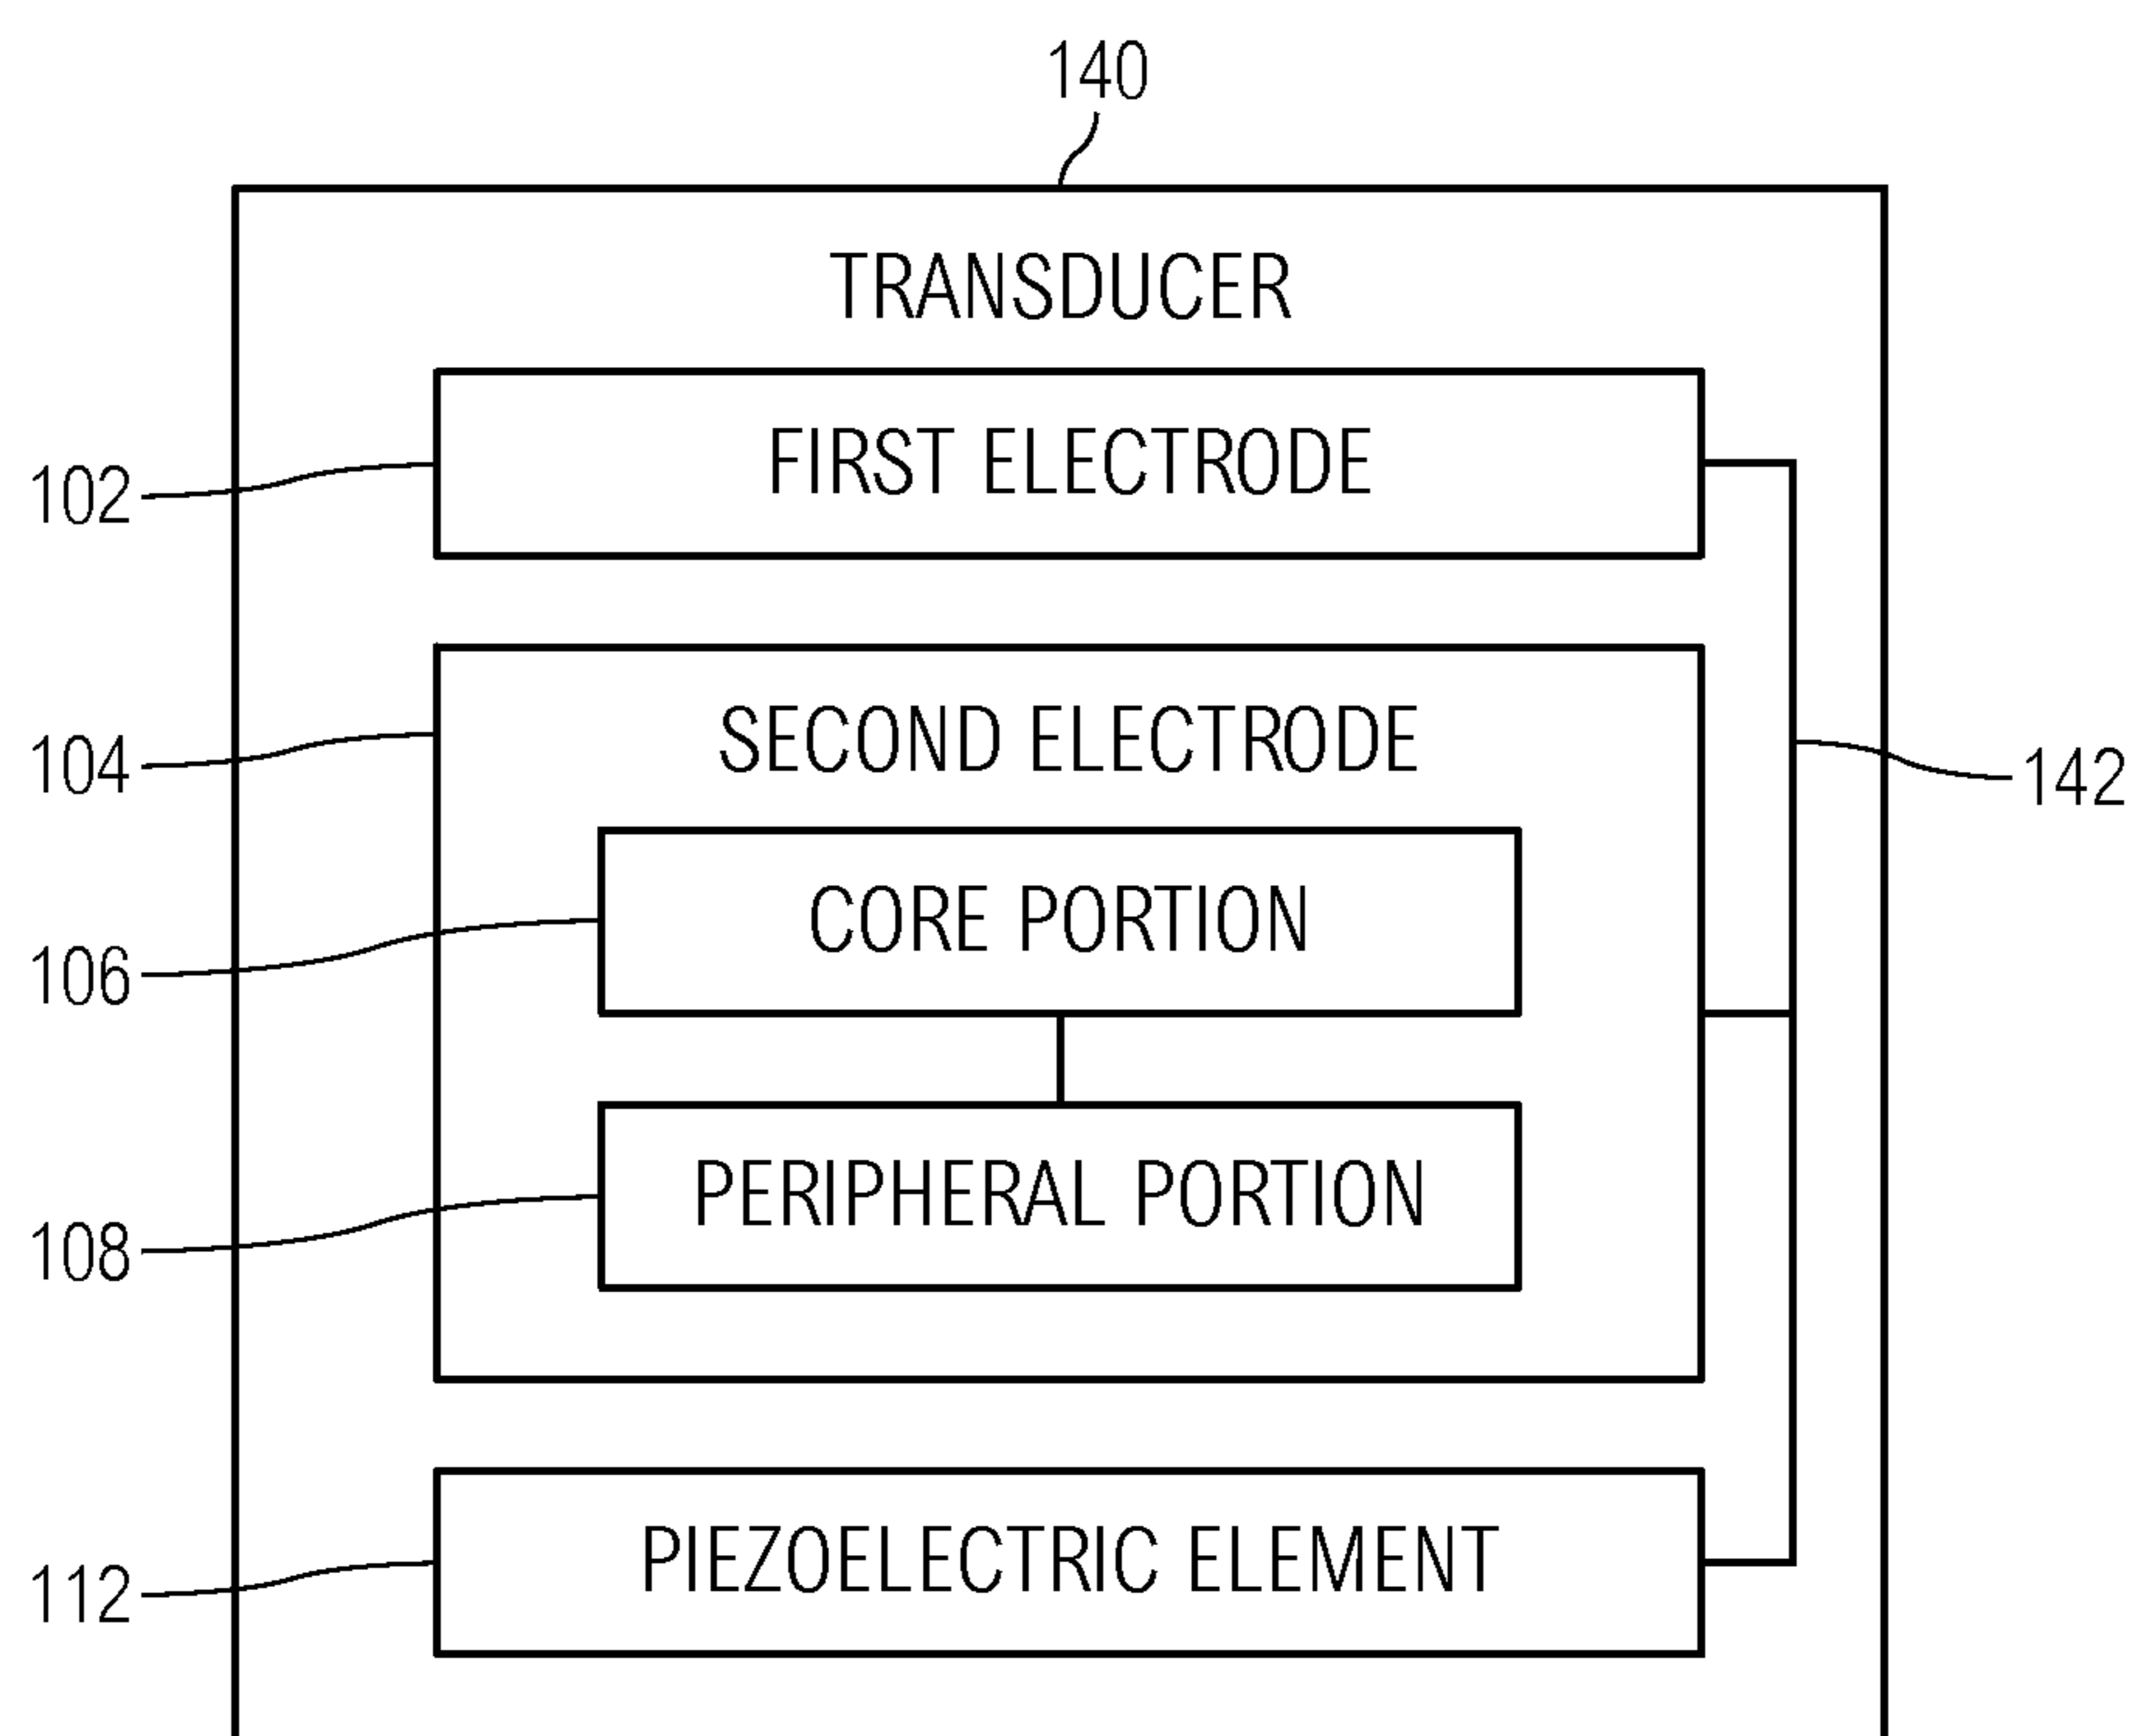 140
TRANSDUCER
FIRST ELECTRODE
102
SECOND ELECTRODE
104
142
CORE PORTION
106
PERIPHERAL PORTION
108
PIEZOELECTRIC ELEMENT
112